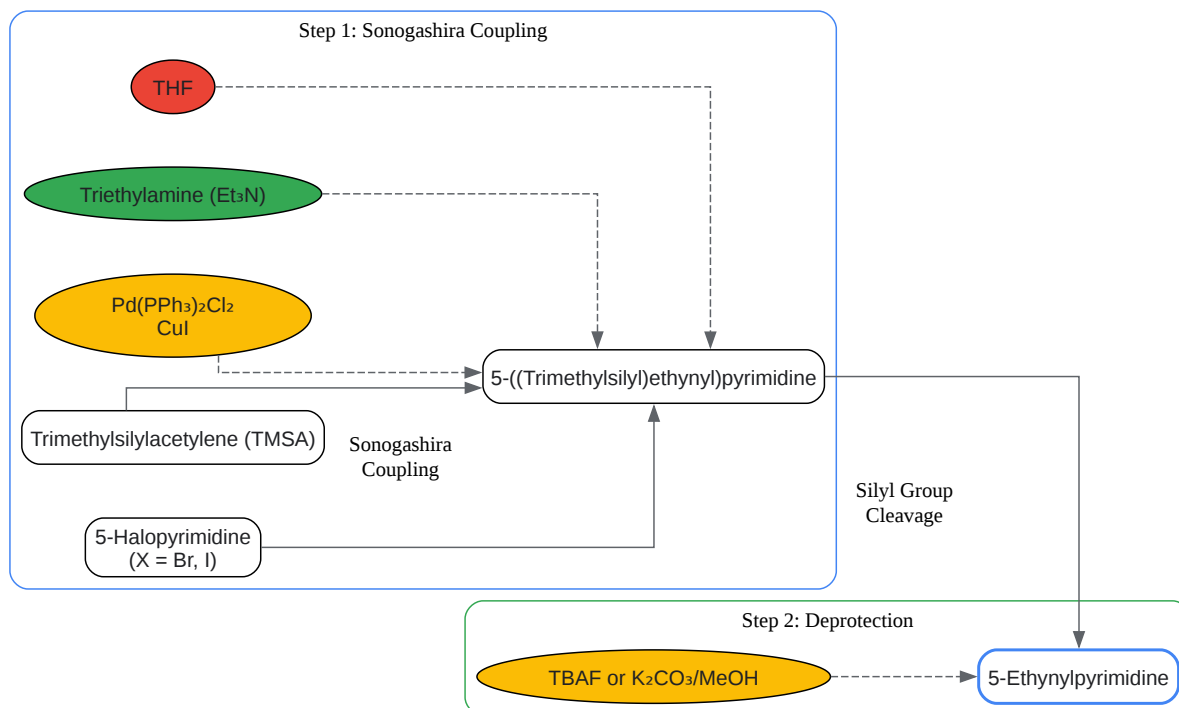 Step 1: Sonogashira Coupling
THF
Triethylamine (Et₃N)
Pd(PPh₃)₂Cl₂
CuI
5-((Trimethylsilyl)ethynyl)pyrimidine
Trimethylsilylacetylene (TMSA)
Sonogashira
Coupling
5-Halopyrimidine
(X = Br, I)
Silyl Group
Cleavage
Step 2: Deprotection
TBAF or K₂CO₃/MeOH
5-Ethynylpyrimidine